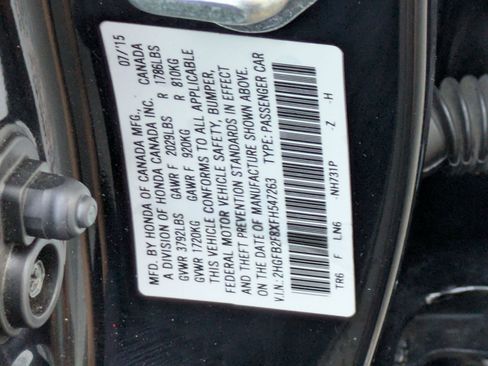 MFD. BY HONDA OF CANADA MFG., CANADA 07/15
A DIVISION OF HONDA CANADA INC.
GVWR 3792LBS GAWR F 2029LBS R 1786LBS
GVWR 1720KG GAWR F 920KG R 810KG
THIS VEHICLE CONFORMS TO ALL APPLICABLE
FEDERAL MOTOR VEHICLE SAFETY, BUMPER,
AND THEFT PREVENTION STANDARDS IN EFFECT
ON THE DATE OF MANUFACTURE SHOWN ABOVE.
V.I.N.: 2HGFB2F9XFH547263 TYPE: PASSENGER CAR
NH731P -Z -H
TR6 F LN6